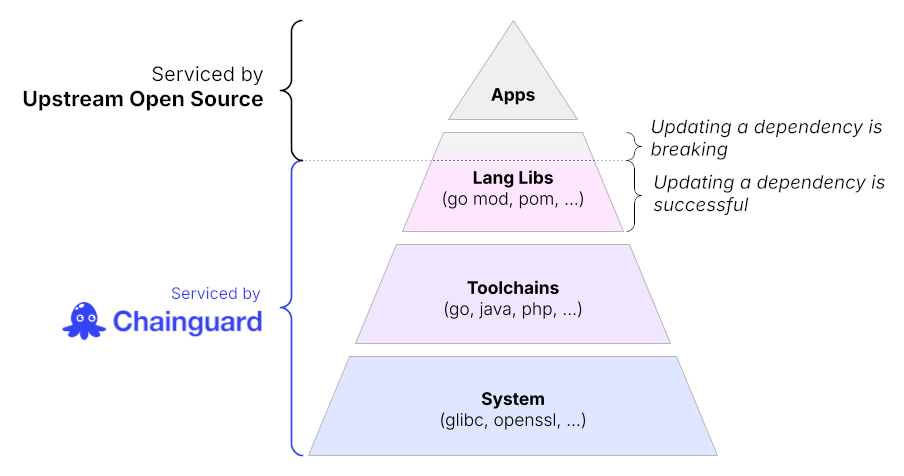 Serviced by
Upstream Open Source
Apps
Updating a dependency is
breaking
Lang Libs
(go mod, pom, ...)
Updating a dependency is
successful
Serviced by
Chainguard
Toolchains
(go, java, php, ...)
System
(glibc, openssl, ...)